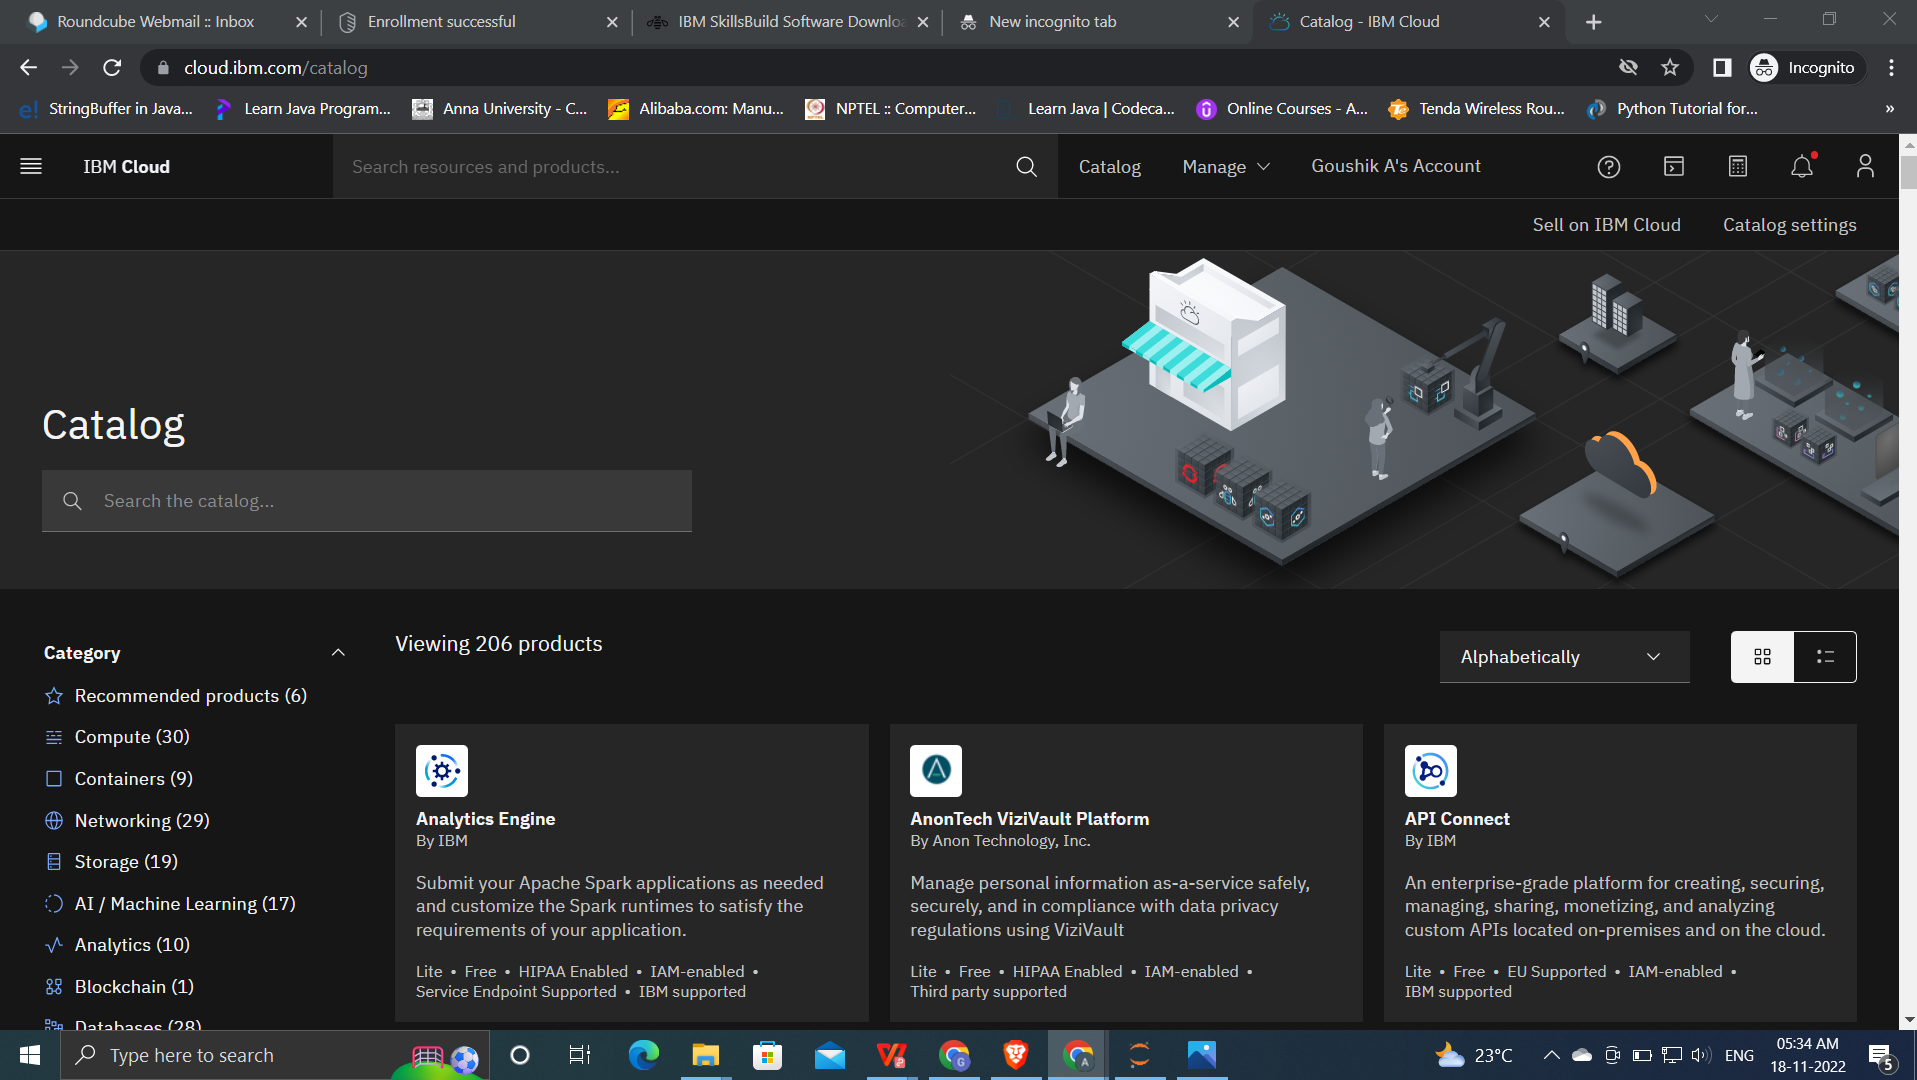 Roundcube Webmail :: Inbox
Enrollment successful
IBM SkillsBuild Software Downlo
New incognito tab
Catalog - IBM Cloud
cloud.ibm.com/catalog
Incognito
StringBuffer in Java...
Learn Java Program...
Anna University - C...
Alibaba.com: Manu...
NPTEL :: Computer...
Learn Java | Codeca...
Online Courses - A...
Tenda Wireless Rou...
Python Tutorial for...
»
IBM Cloud
Search resources and products...
Catalog
Manage
Goushik A's Account
Sell on IBM Cloud
Catalog settings
Catalog
Search the catalog...
Category
Recommended products (6)
Compute (30)
Containers (9)
Networking (29)
Storage (19)
AI / Machine Learning (17)
Analytics (10)
Blockchain (1)
Databases (28)
Viewing 206 products
Alphabetically
Analytics Engine
By IBM
Submit your Apache Spark applications as needed
and customize the Spark runtimes to satisfy the
requirements of your application.
Lite • Free • HIPAA Enabled • IAM-enabled •
Service Endpoint Supported • IBM supported
AnonTech ViziVault Platform
By Anon Technology, Inc.
Manage personal information as-a-service safely,
securely, and in compliance with data privacy
regulations using ViziVault
Lite • Free • HIPAA Enabled • IAM-enabled •
Third party supported
API Connect
By IBM
An enterprise-grade platform for creating, securing,
managing, sharing, monetizing, and analyzing
custom APIs located on-premises and on the cloud.
Lite • Free • EU Supported • IAM-enabled •
IBM supported
Type here to search
23°C
ENG
05:34 AM
18-11-2022
5